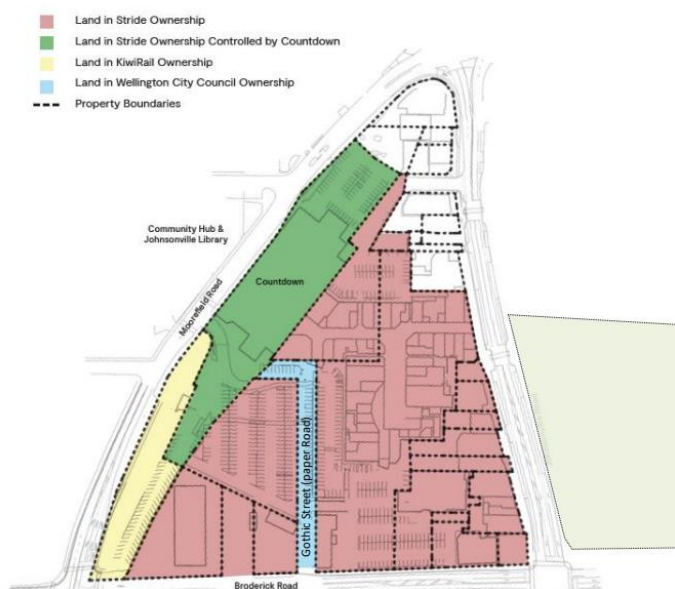 Land in Stride Ownership
Land in Stride Ownership Controlled by Countdown
Land in KiwiRail Ownership
Land in Wellington City Council Ownership
Property Boundaries
Community Hub &
Johnsonville Library
Moorefield Road
Countdown
Gothic Street (paper Road)
Broderick Road